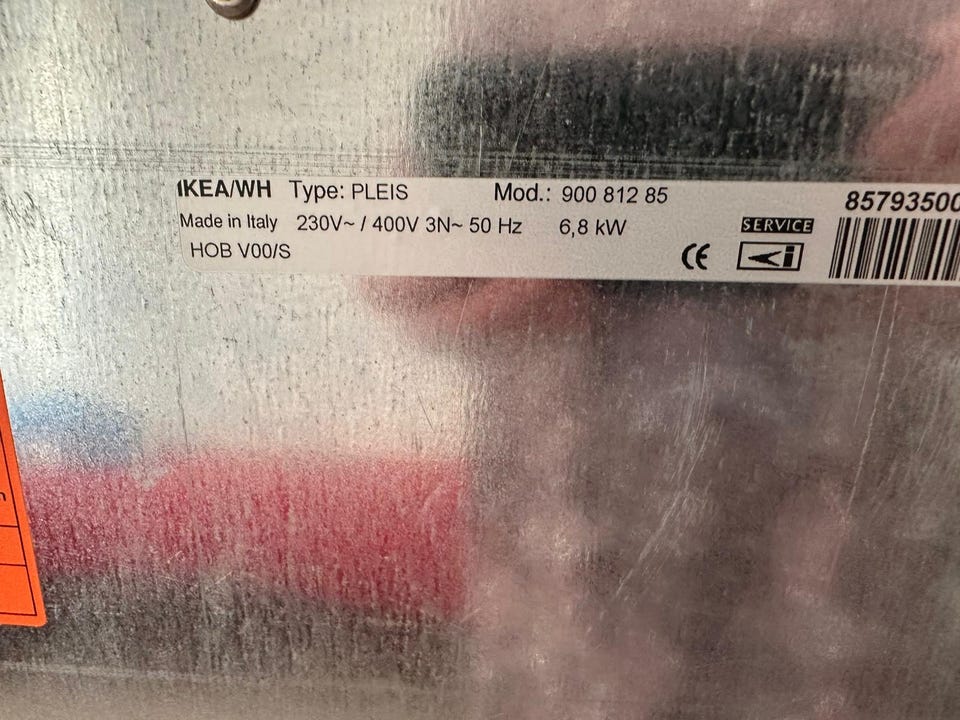 IKEA/WH Type: PLEIS Mod.: 900 812 85 85793500
Made in Italy 230V~ / 400V 3N~ 50 Hz 6,8 kW SERVICE
HOB V00/S CE i